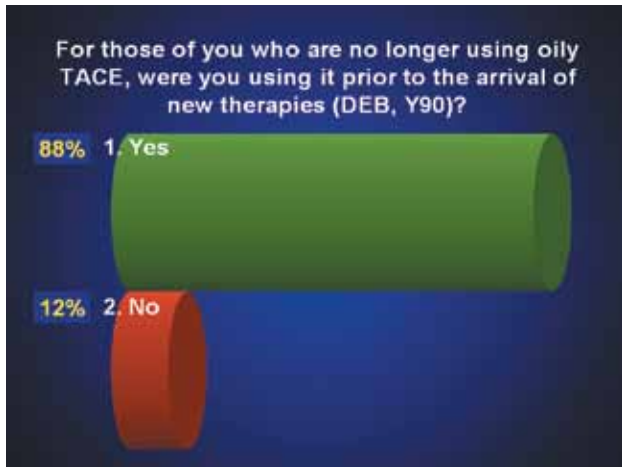 For those of you who are no longer using oily
TACE, were you using it prior to the arrival of
new therapies (DEB, Y90)?
88% 1. Yes
12% 2. No